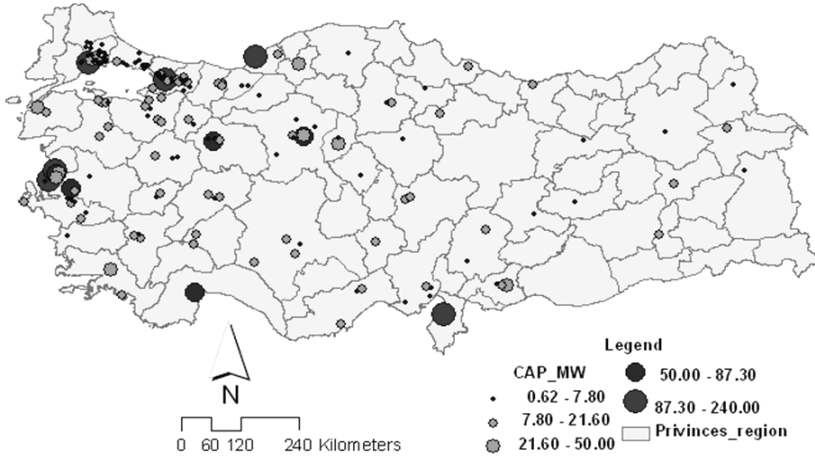 Legend
CAP_MW
0.62 - 7.80
7.80 - 21.60
21.60 - 50.00
50.00 - 87.30
87.30 - 240.00
Privinces_region
N
0 60 120 240 Kilometers